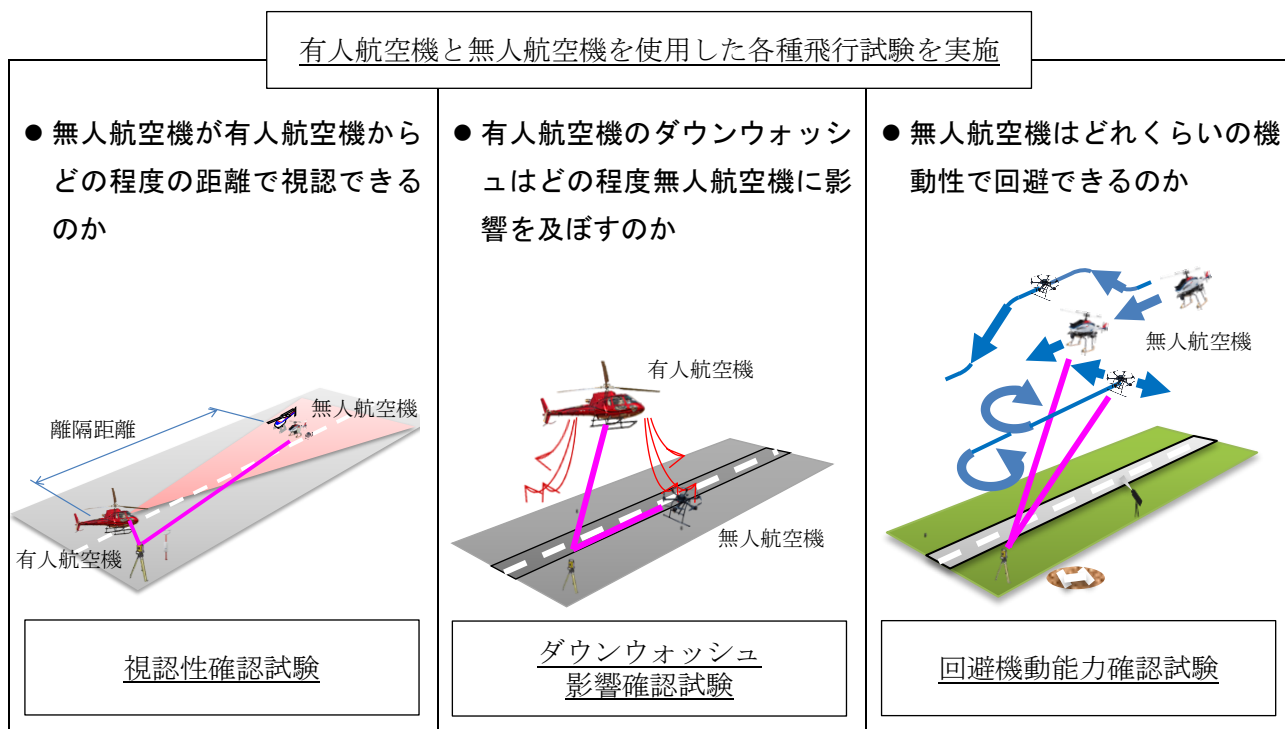 有人航空機と無人航空機を使用した各種飛行試験を実施
● 無人航空機が有人航空機から
どの程度の距離で視認できる
のか
離隔距離
無人航空機
有人航空機
視認性確認試験
● 有人航空機のダウンウォッシ
ュはどの程度無人航空機に影
響を及ぼすのか
有人航空機
無人航空機
ダウンウォッシュ
影響確認試験
● 無人航空機はどれくらいの機
動性で回避できるのか
無人航空機
回避機動能力確認試験